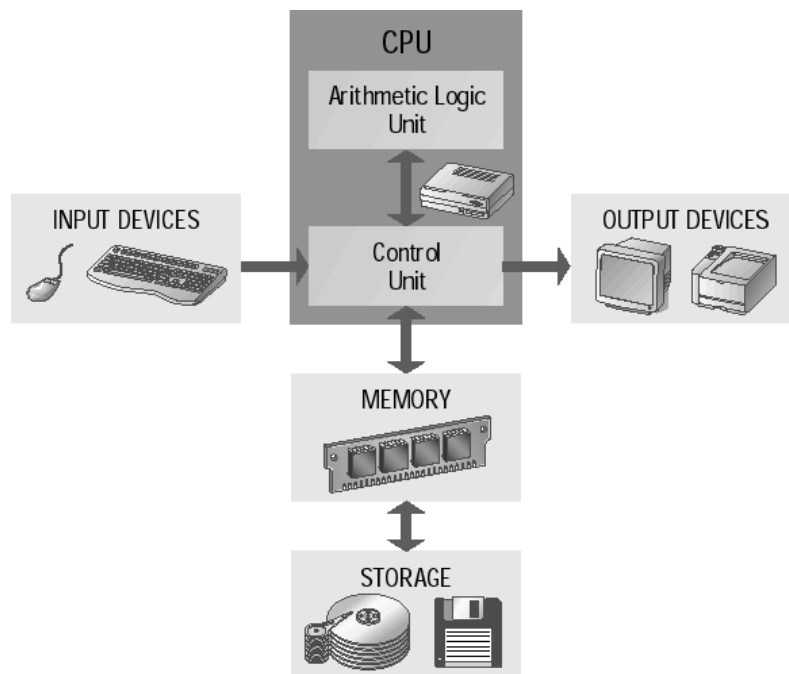 CPU
Arithmetic Logic
Unit
INPUT DEVICES
Control
Unit
OUTPUT DEVICES
MEMORY
STORAGE